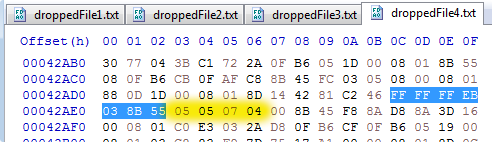 droppedFile1.txt droppedFile2.txt droppedFile3.txt droppedFile4.txt
Offset(h) 00 01 02 03 04 05 06 07 08 09 0A 0B 0C 0D 0E 0F
00042AB0 30 77 04 3B C1 72 2A 0F B6 05 1D 00 08 01 8B 55
00042AC0 08 0F B6 CB 0F AF C8 8B 45 FC 03 05 08 00 08 01
00042AD0 88 0D 1D 00 08 01 8D 14 42 81 C2 46 FF FF FF EB
00042AE0 03 8B 55 05 05 07 04 00 8B 45 F8 8A D8 8A 3D 16
00042AF0 00 08 01 C0 E3 03 2A D8 0F B6 CF 0F B6 05 19 00